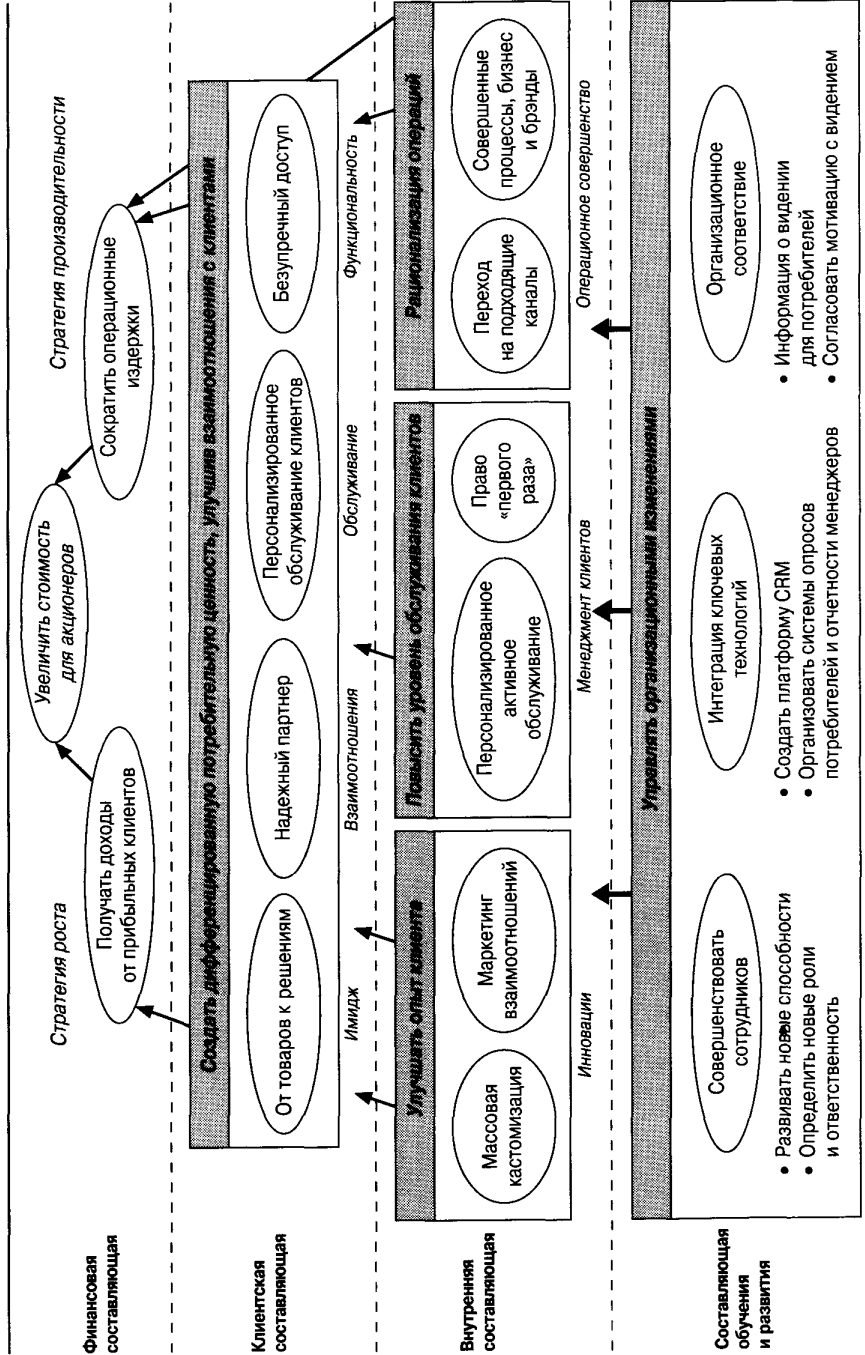 Финансовая
составляющая
Стратегия роста
Стратегия производительности
Увеличить стоимость
для акционеров
Получать доходы
от прибыльных клиентов
Сократить операционные
издержки
Клиентская
составляющая
Создать дифференцированную потребительную ценность, улучшив взаимоотношения с клиентами
От товаров к решениям
Надежный партнер
Персонализированное
обслуживание клиентов
Безупречный доступ
Имидж
Взаимоотношения
Обслуживание
Функциональность
Внутренняя
составляющая
Улучшать опыт клиента
Массовая
кастомизация
Маркетинг
взаимоотношений
Инновации
Повысить уровень обслуживания клиентов
Персонализированное
активное
обслуживание
Право
«первого
раза»
Менеджмент клиентов
Рационализация операций
Переход
на подходящие
каналы
Совершенные
процессы, бизнес
и брэнды
Операционное совершенство
Составляющая
обучения
и развития
Управлять организационными изменениями
Совершенствовать
сотрудников
• Развивать новые способности
• Определить новые роли
и ответственность
Интеграция ключевых
технологий
• Создать платформу CRM
• Организовать системы опросов
потребителей и отчетности менеджеров
Организационное
соответствие
• Информация о видении
для потребителей
• Согласовать мотивацию с видением